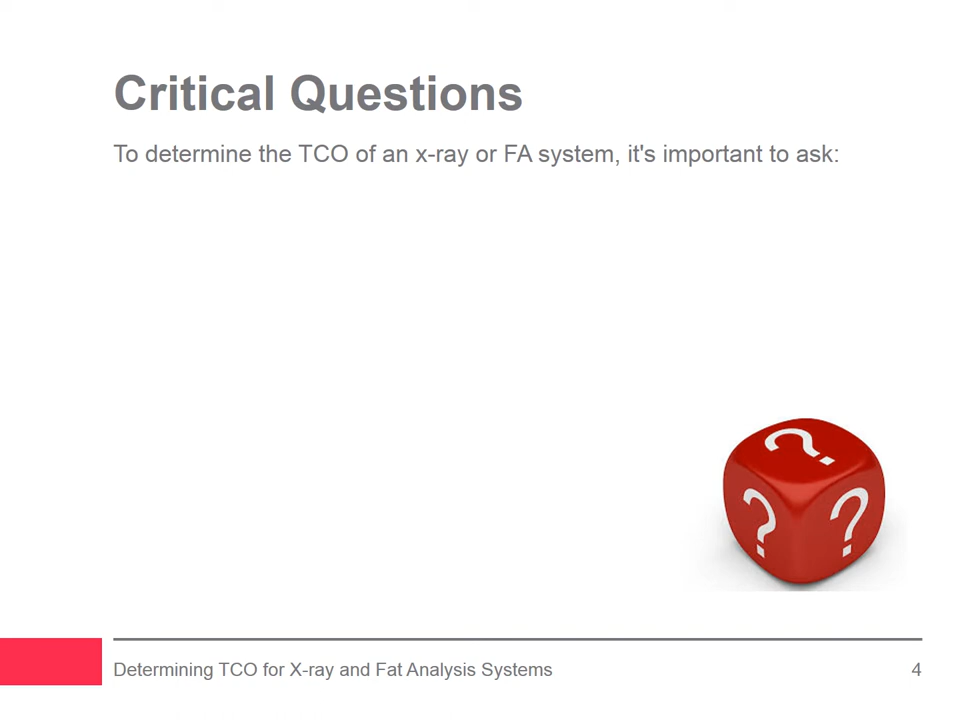 Critical Questions
To determine the TCO of an x-ray or FA system, it's important to ask:
? ? ?
Determining TCO for X-ray and Fat Analysis Systems
4